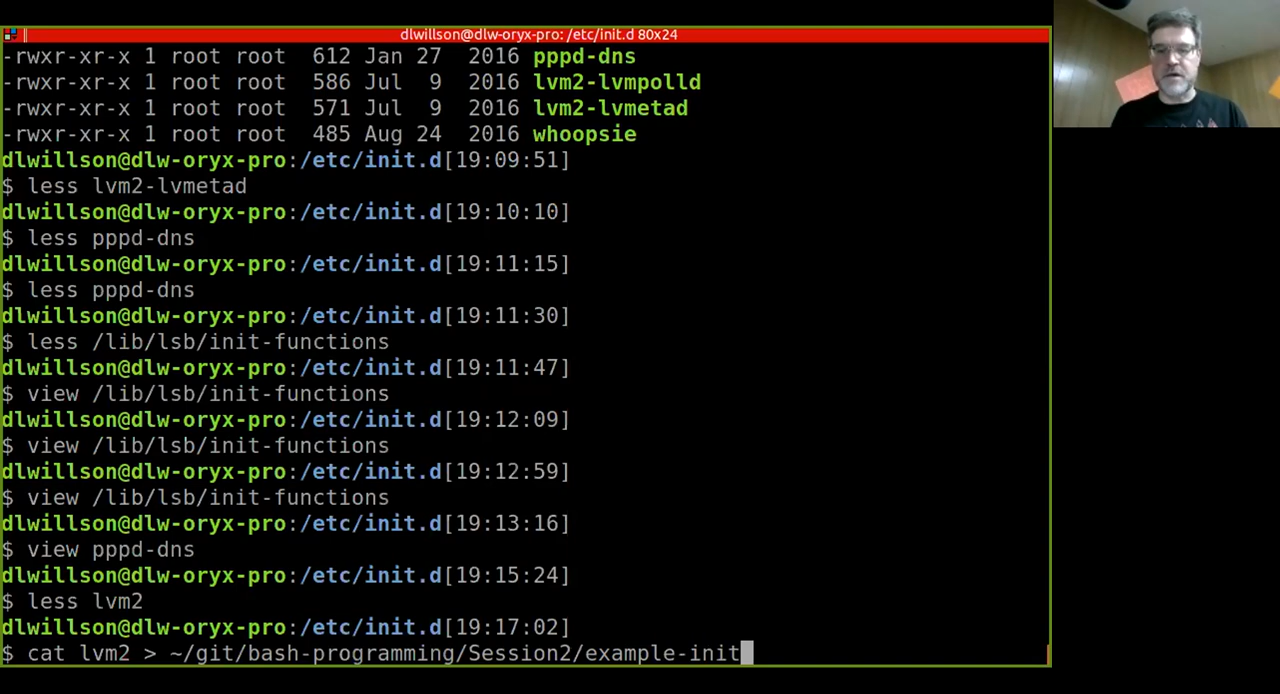 dlwillson@dlw-oryx-pro: /etc/init.d 80x24
-rwxr-xr-x 1 root root  612 Jan 27  2016 pppd-dns
-rwxr-xr-x 1 root root  586 Jul  9  2016 lvm2-lvmpolld
-rwxr-xr-x 1 root root  571 Jul  9  2016 lvm2-lvmetad
-rwxr-xr-x 1 root root  485 Aug 24  2016 whoopsie
dlwillson@dlw-oryx-pro:/etc/init.d[19:09:51]
$ less lvm2-lvmetad
dlwillson@dlw-oryx-pro:/etc/init.d[19:10:10]
$ less pppd-dns
dlwillson@dlw-oryx-pro:/etc/init.d[19:11:15]
$ less pppd-dns
dlwillson@dlw-oryx-pro:/etc/init.d[19:11:30]
$ less /lib/lsb/init-functions
dlwillson@dlw-oryx-pro:/etc/init.d[19:11:47]
$ view /lib/lsb/init-functions
dlwillson@dlw-oryx-pro:/etc/init.d[19:12:09]
$ view /lib/lsb/init-functions
dlwillson@dlw-oryx-pro:/etc/init.d[19:12:59]
$ view /lib/lsb/init-functions
dlwillson@dlw-oryx-pro:/etc/init.d[19:13:16]
$ view pppd-dns
dlwillson@dlw-oryx-pro:/etc/init.d[19:15:24]
$ less lvm2
dlwillson@dlw-oryx-pro:/etc/init.d[19:17:02]
$ cat lvm2 > ~/git/bash-programming/Session2/example-init